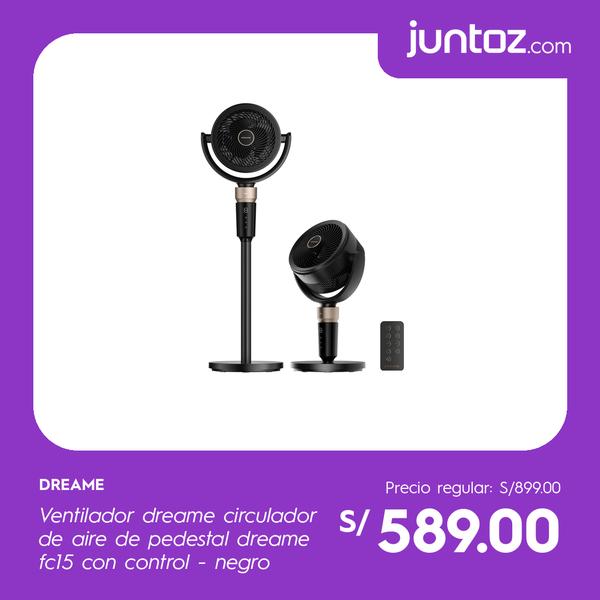 juntoz.com
DREAME
Ventilador dreame circulador
de aire de pedestal dreame
fc15 con control - negro
Precio regular: S/899.00
S/ 589.00